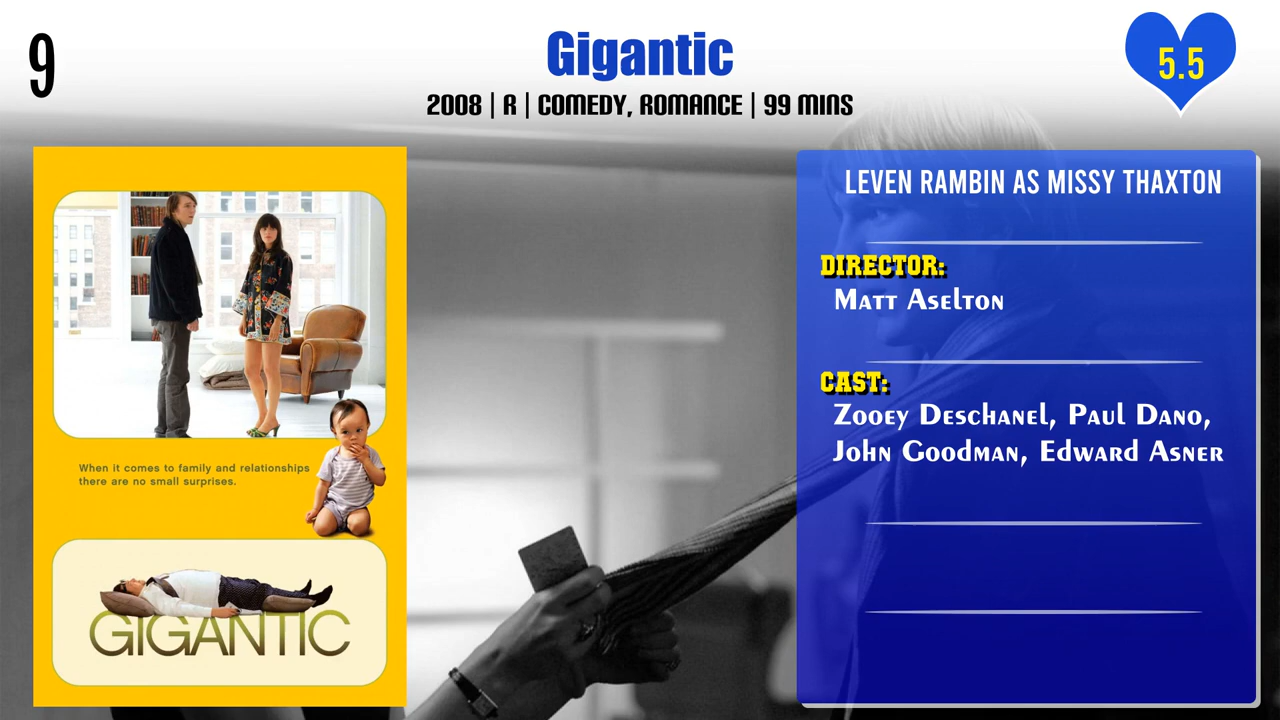 9
Gigantic
2008 | R | COMEDY, ROMANCE | 99 MINS
5.5
When it comes to family and relationships
there are no small surprises.
GIGANTIC
LEVEN RAMBIN AS MISSY THAXTON
DIRECTOR:
Matt Aselton
CAST:
Zooey Deschanel, Paul Dano,
John Goodman, Edward Asner